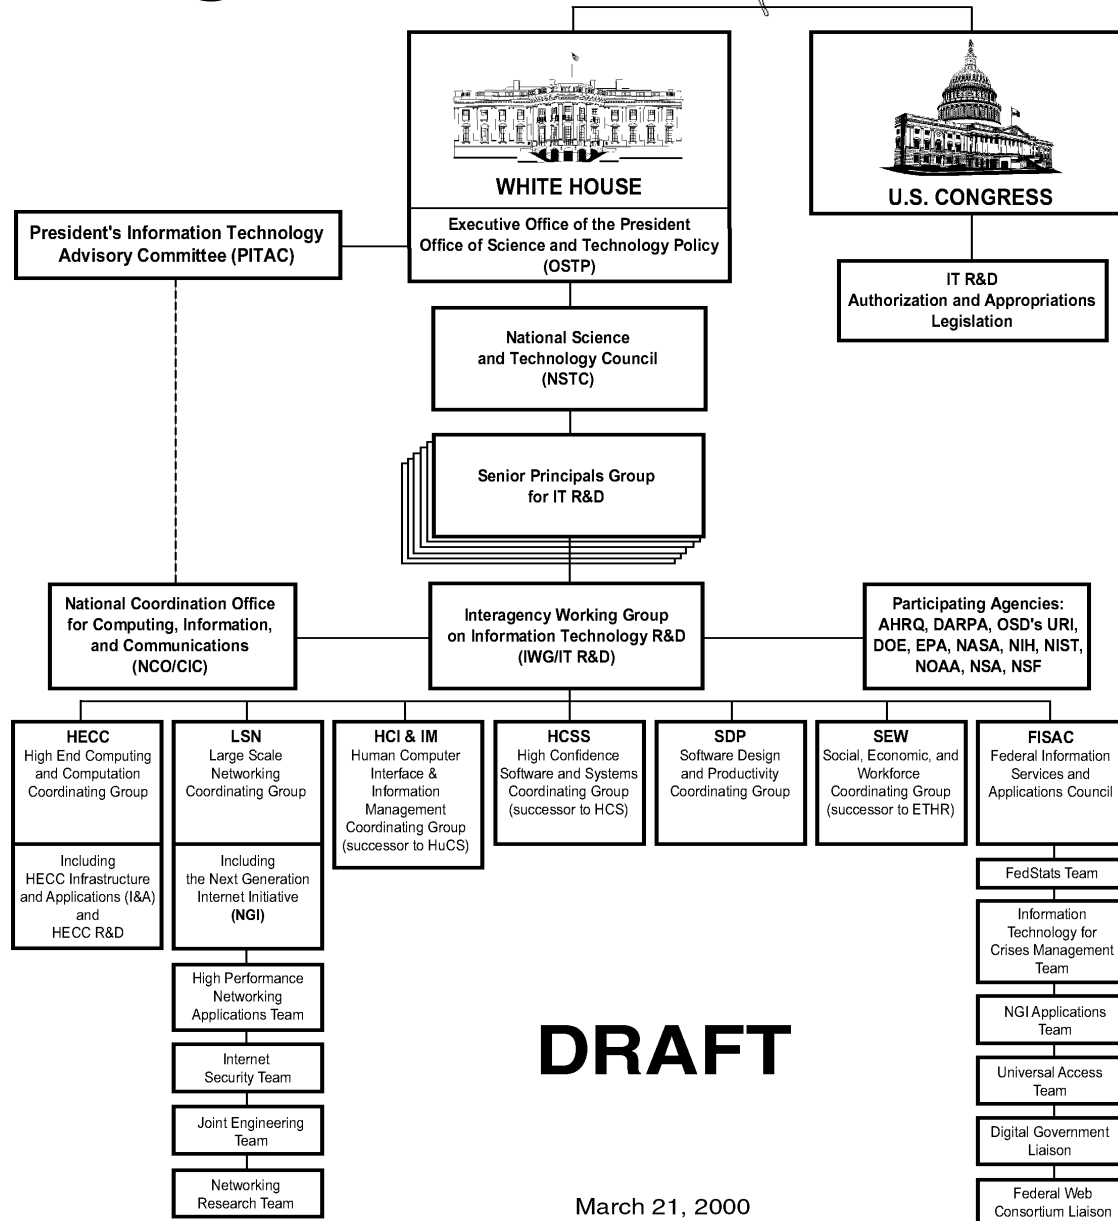 WHITE HOUSE
Executive Office of the President
Office of Science and Technology Policy
(OSTP)
U.S. CONGRESS
President's Information Technology
Advisory Committee (PITAC)
IT R&D
Authorization and Appropriations
Legislation
National Science
and Technology Council
(NSTC)
Senior Principals Group
for IT R&D
National Coordination Office
for Computing, Information,
and Communications
(NCO/CIC)
Interagency Working Group
on Information Technology R&D
(IWG/IT R&D)
Participating Agencies:
AHRQ, DARPA, OSD's URI,
DOE, EPA, NASA, NIH, NIST,
NOAA, NSA, NSF
HECC
High End Computing
and Computation
Coordinating Group
Including
HECC Infrastructure
and Applications (I&A)
and
HECC R&D
LSN
Large Scale
Networking
Coordinating Group
Including
the Next Generation
Internet Initiative
(NGI)
High Performance
Networking
Applications Team
Internet
Security Team
Joint Engineering
Team
Networking
Research Team
HCI & IM
Human Computer
Interface &
Information
Management
Coordinating Group
(successor to HuCS)
HCSS
High Confidence
Software and Systems
Coordinating Group
(successor to HCS)
SDP
Software Design
and Productivity
Coordinating Group
SEW
Social, Economic, and
Workforce
Coordinating Group
(successor to ETHR)
FISAC
Federal Information
Services and
Applications Council
FedStats Team
Information
Technology for
Crises Management
Team
NGI Applications
Team
Universal Access
Team
Digital Government
Liaison
Federal Web
Consortium Liaison
DRAFT
March 21, 2000